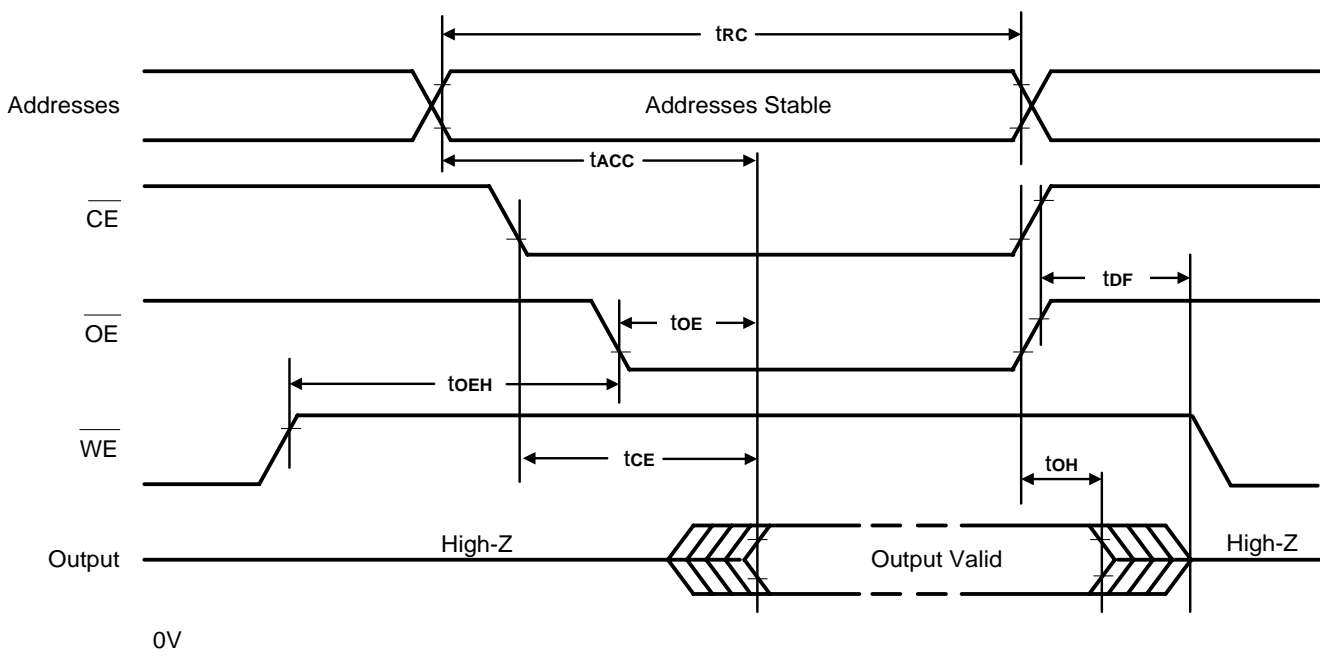 tRC
Addresses
Addresses Stable
tACC
CE
tDF
OE
tOE
tOEH
WE
tCE
tOH
Output
High-Z
Output Valid
High-Z
0V